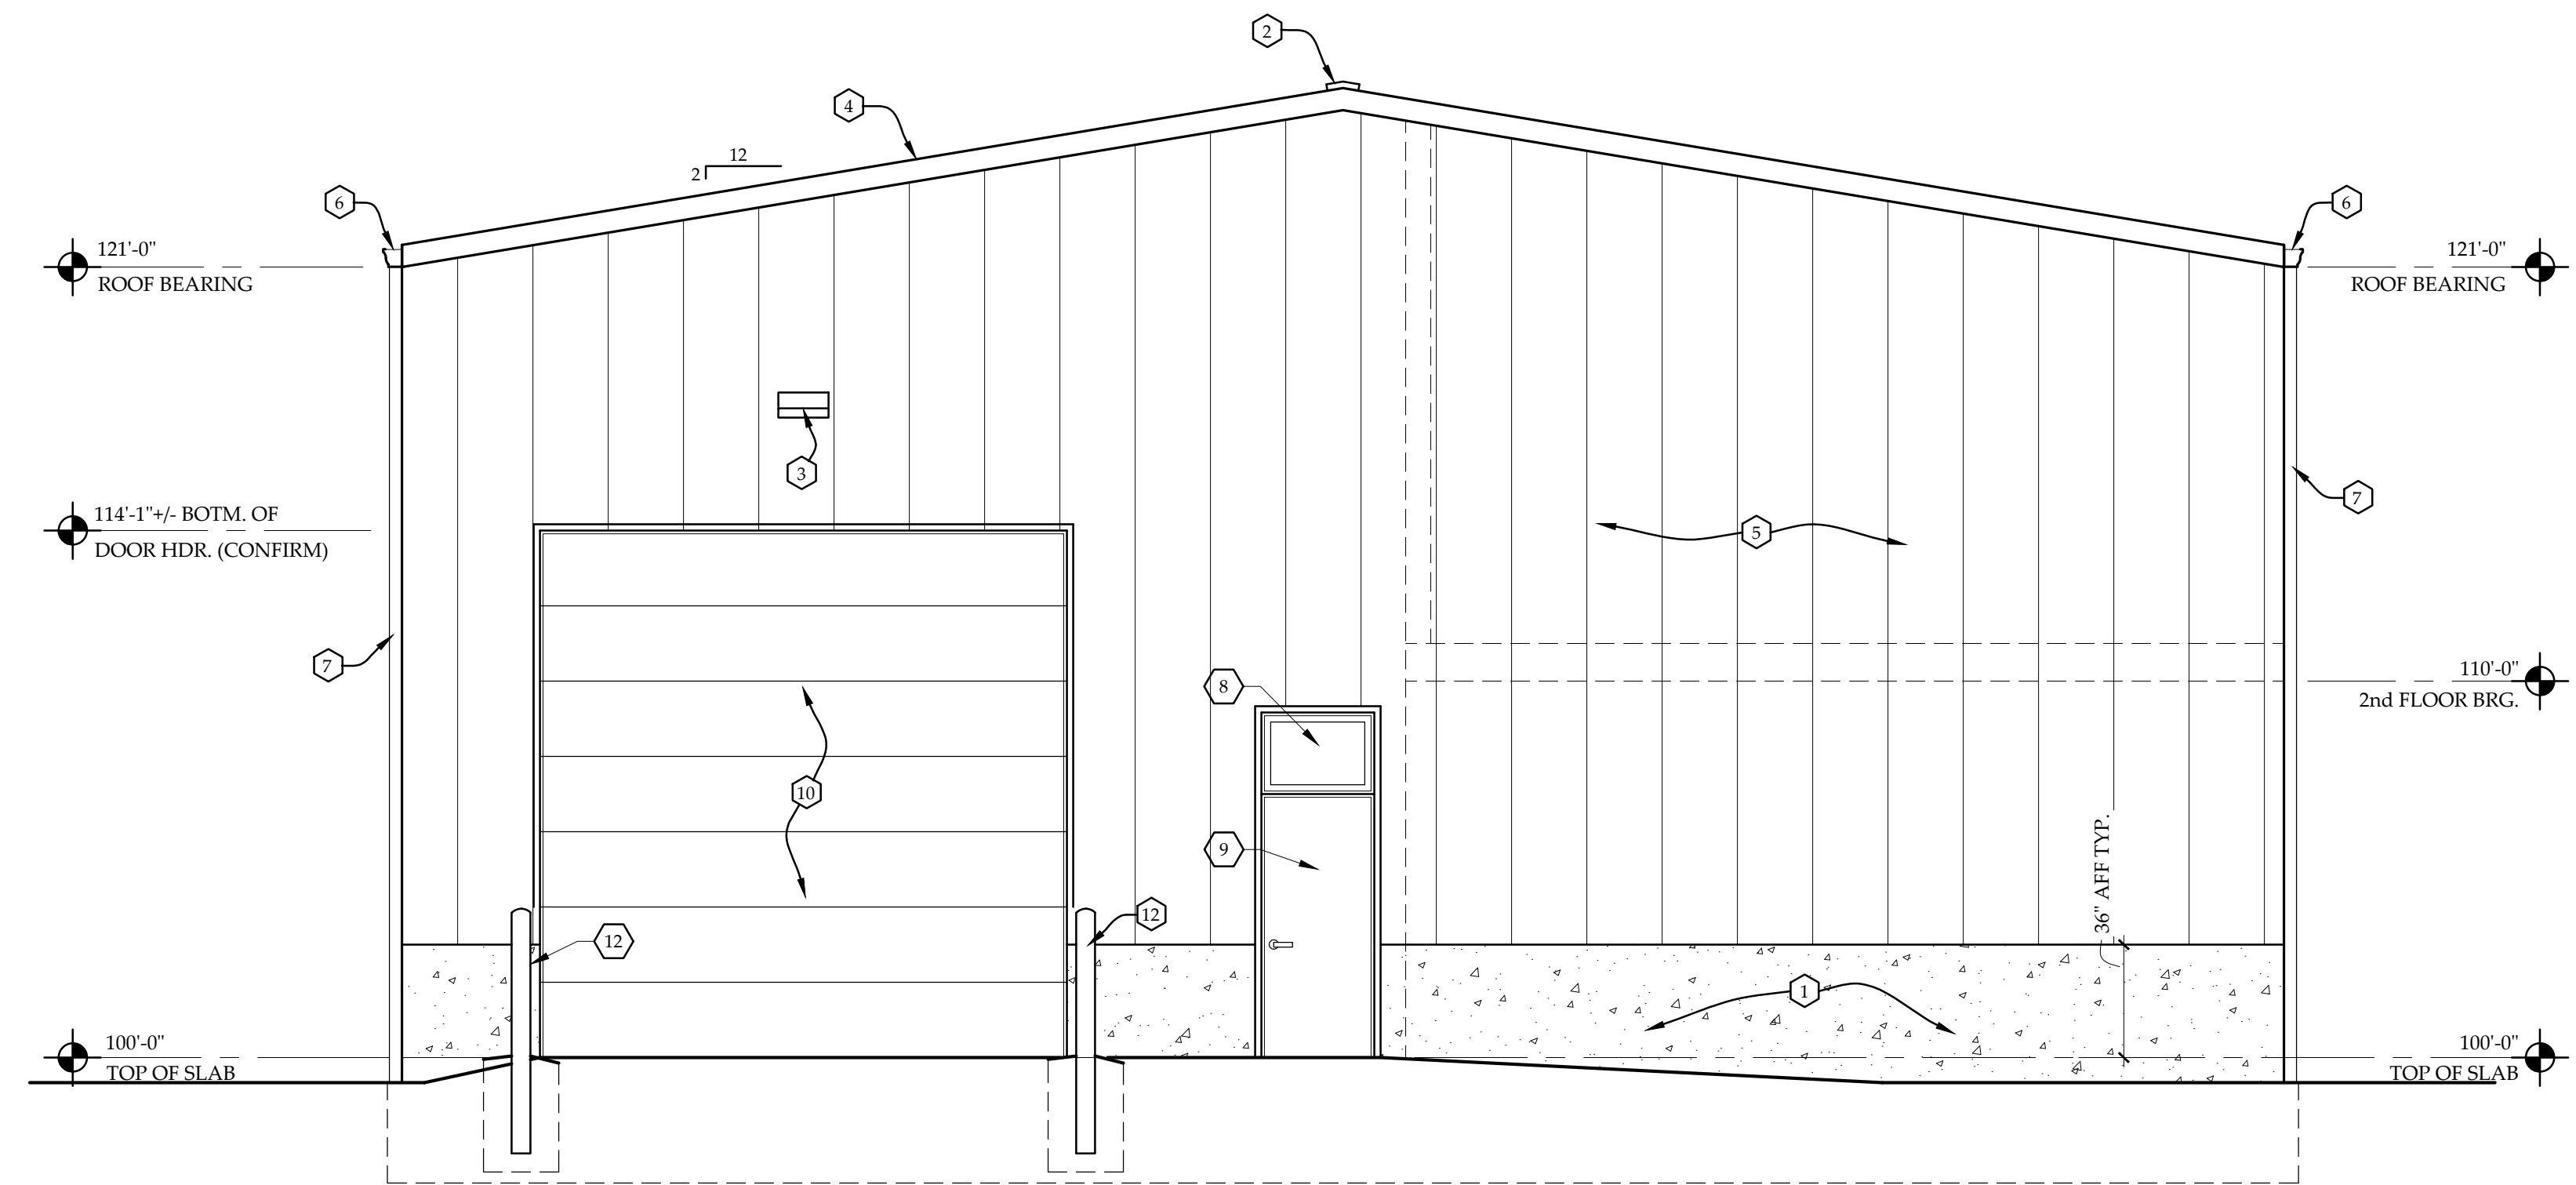 2
4
12
2
6
6
121'-0"
ROOF BEARING
121'-0"
ROOF BEARING
3
7
114'-1"+/- BOTM. OF
DOOR HDR. (CONFIRM)
5
7
8
110'-0"
2nd FLOOR BRG.
10
9
36" AFF TYP.
12
12
1
100'-0"
TOP OF SLAB
100'-0"
TOP OF SLAB